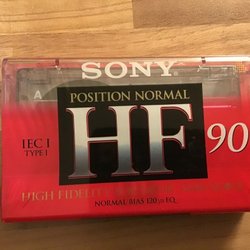 SONY
A
POSITION NORMAL
IEC I
TYPE I
HF
90
HIGH FIDELITY
NORMAL BIAS 120 µs EQ